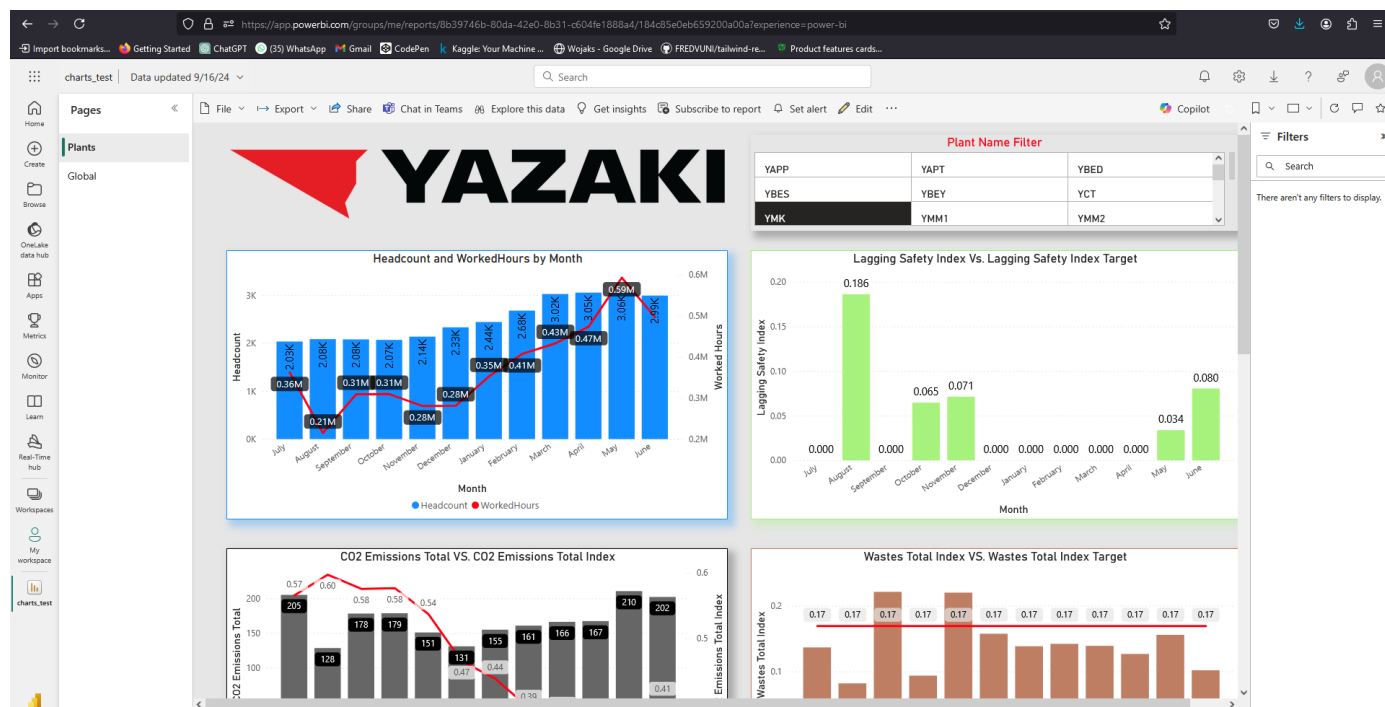 https://app.powerbi.com/groups/me/reports/8b39746b-80da-42e0-8b31-c604fe1888a4/184c85e0eb659200a00a?experience=power-bi
Import bookmarks... Getting Started ChatGPT (35) WhatsApp Gmail CodePen Kaggle: Your Machine ... Wojaks - Google Drive FREDVUNI/tailwind-re... Product features cards...
charts_test Data updated 9/16/24 Search
Home
Create
Browse
OneLake
data hub
Apps
Metrics
Monitor
Learn
Real-Time
hub
Workspaces
My
workspace
charts_test
Pages
Plants
Global
File Export Share Chat in Teams Explore this data Get insights Subscribe to report Set alert Edit ... Copilot
YAZAKI
Plant Name Filter
YAPP YAPT YBED
YBES YBEY YCT
YMK YMM1 YMM2
Filters
Search
There aren't any filters to display.
Headcount and WorkedHours by Month
Headcount
3K
2K
1K
0K
2.03K 2.08K 2.08K 2.07K 2.14K 2.33K 2.44K 2.68K 3.02K 3.05K 3.06K 2.99K
0.36M 0.21M 0.31M 0.31M 0.28M 0.28M 0.35M 0.41M 0.43M 0.47M 0.59M
0.6M
0.5M
0.4M
0.3M
0.2M
Worked Hours
July August September October November December January February March April May June
Month
Headcount WorkedHours
Lagging Safety Index Vs. Lagging Safety Index Target
Lagging Safety Index
0.20
0.15
0.10
0.05
0.00
0.000 0.186 0.000 0.065 0.071 0.000 0.000 0.000 0.000 0.000 0.034 0.080
July August September October November December January February March April May June
Month
CO2 Emissions Total VS. CO2 Emissions Total Index
CO2 Emissions Total
200
150
100
0.57 0.60 0.58 0.58 0.54 0.47 0.44 0.39 0.41
205 128 178 179 151 131 155 161 166 167 210 202
0.6
0.5
Emissions Total Index
Wastes Total Index VS. Wastes Total Index Target
Wastes Total Index
0.2
0.1
0.17 0.17 0.17 0.17 0.17 0.17 0.17 0.17 0.17 0.17 0.17 0.17